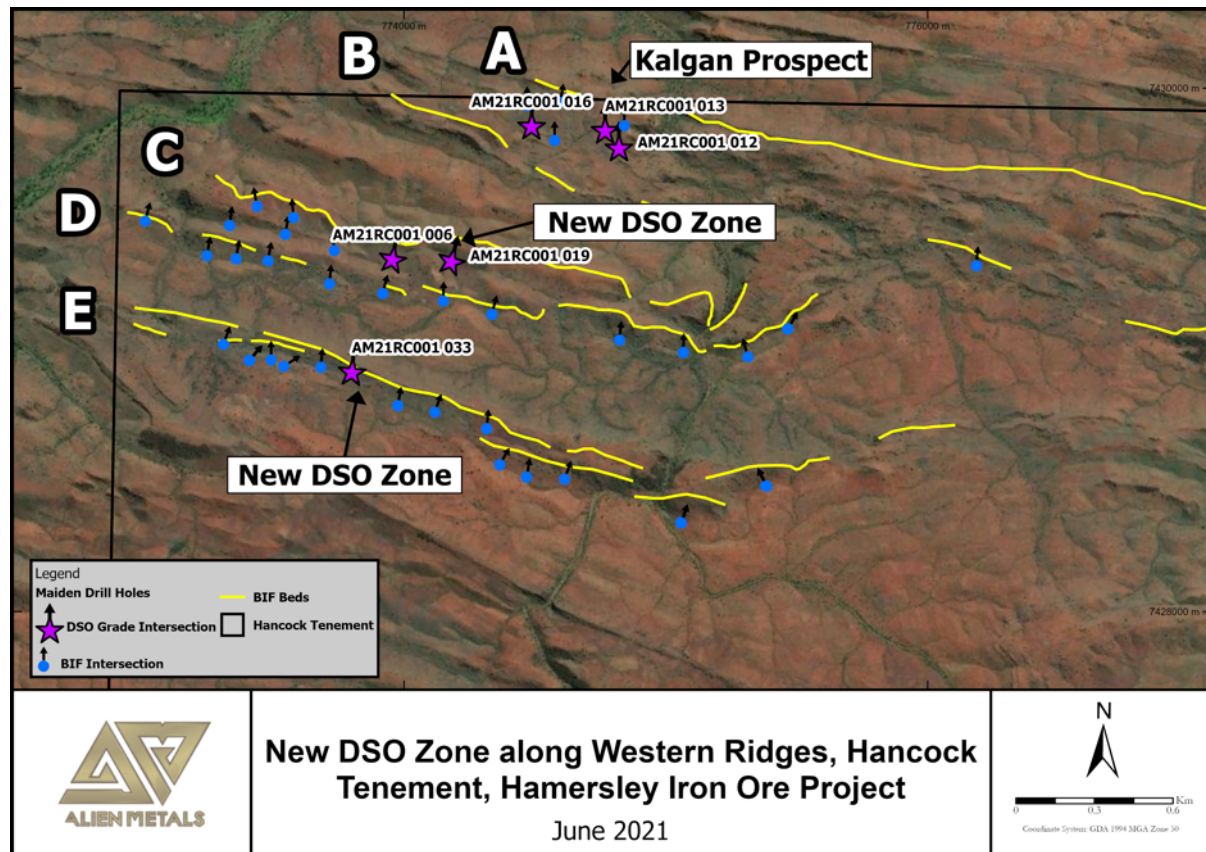 774000 m
776000 m
B
A
Kalgan Prospect
7430000 m
AM21RC001 016
AM21RC001 013
AM21RC001 012
C
D
New DSO Zone
AM21RC001 006
AM21RC001 019
E
AM21RC001 033
New DSO Zone
Legend
Maiden Drill Holes
BIF Beds
DSO Grade Intersection
Hancock Tenement
BIF Intersection
7428000 m
ALIEN METALS
New DSO Zone along Western Ridges, Hancock
Tenement, Hamersley Iron Ore Project
June 2021
N
Km
0 0.3 0.6
Coordinate System: GDA 1994 MGA Zone 50